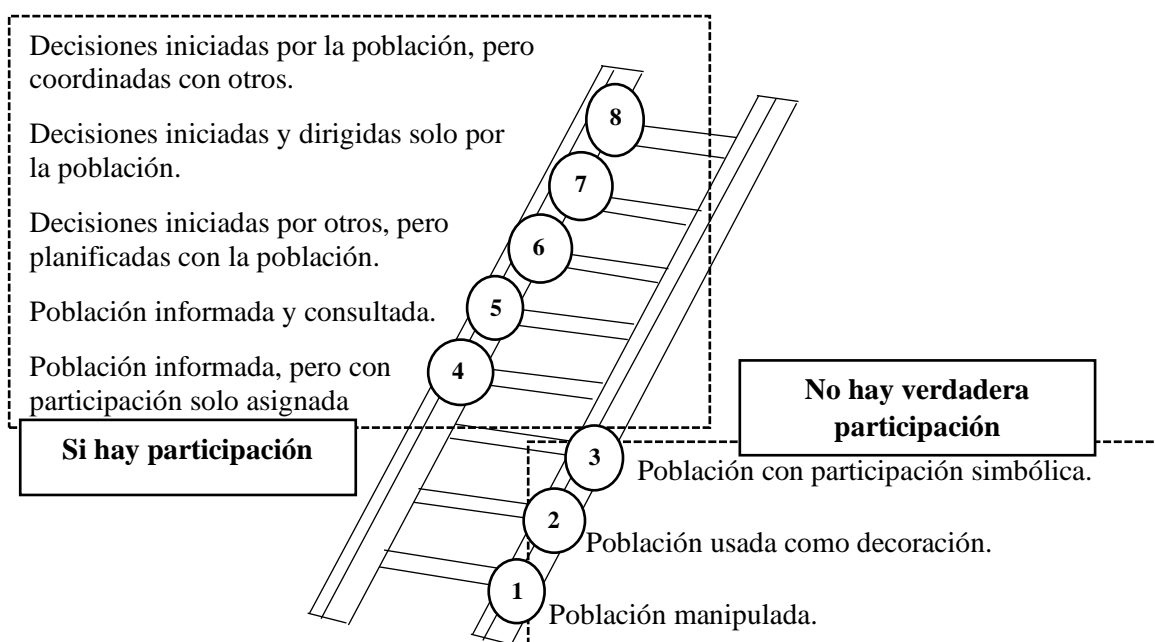 Decisiones iniciadas por la población, pero
coordinadas con otros.
8
Decisiones iniciadas y dirigidas solo por
la población.
7
Decisiones iniciadas por otros, pero
planificadas con la población.
6
Población informada y consultada.
5
Población informada, pero con
participación solo asignada
4
Si hay participación
No hay verdadera
participación
3
Población con participación simbólica.
2
Población usada como decoración.
1
Población manipulada.